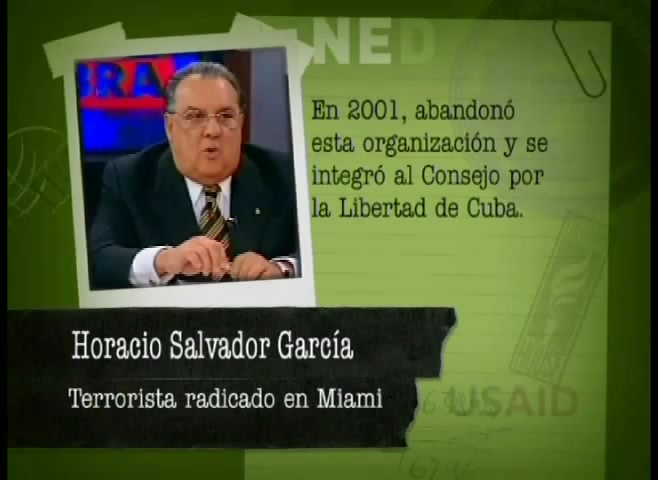 NED
BRA
En 2001, abandonó
esta organización y se
integró al Consejo por
la Libertad de Cuba.
Horacio Salvador García
Terrorista radicado en Miami
USAID